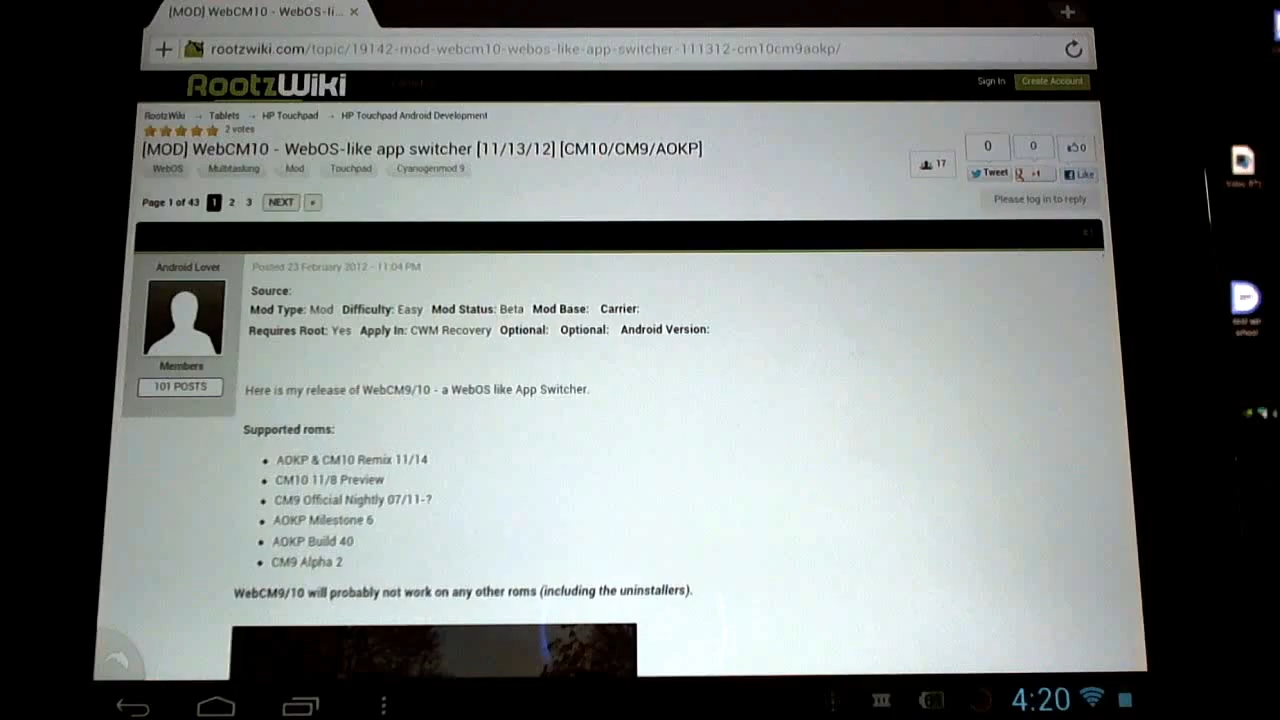 [MOD] WebCM10 - WebOS-li...
rootzwiki.com/topic/19142-mod-webcm10-webos-like-app-switcher-111312-cm10cm9aokp/
RootzWiki
Sign In Create Account
RootzWiki → Tablets → HP Touchpad → HP Touchpad Android Development
2 votes
[MOD] WebCM10 - WebOS-like app switcher [11/13/12] [CM10/CM9/AOKP]
WebOS Multitasking Mod Touchpad Cyanogenmod 9
17
0 0 0
Tweet +1 Like
Page 1 of 43 1 2 3 NEXT »
Please log in to reply
Android Lover
Members
101 POSTS
Posted 23 February 2012 - 11:04 PM
Source:
Mod Type: Mod Difficulty: Easy Mod Status: Beta Mod Base: Carrier:
Requires Root: Yes Apply In: CWM Recovery Optional: Optional: Android Version:
Here is my release of WebCM9/10 - a WebOS like App Switcher.
Supported roms:
• AOKP & CM10 Remix 11/14
• CM10 11/8 Preview
• CM9 Official Nightly 07/11-?
• AOKP Milestone 6
• AOKP Build 40
• CM9 Alpha 2
WebCM9/10 will probably not work on any other roms (including the uninstallers).
4:20